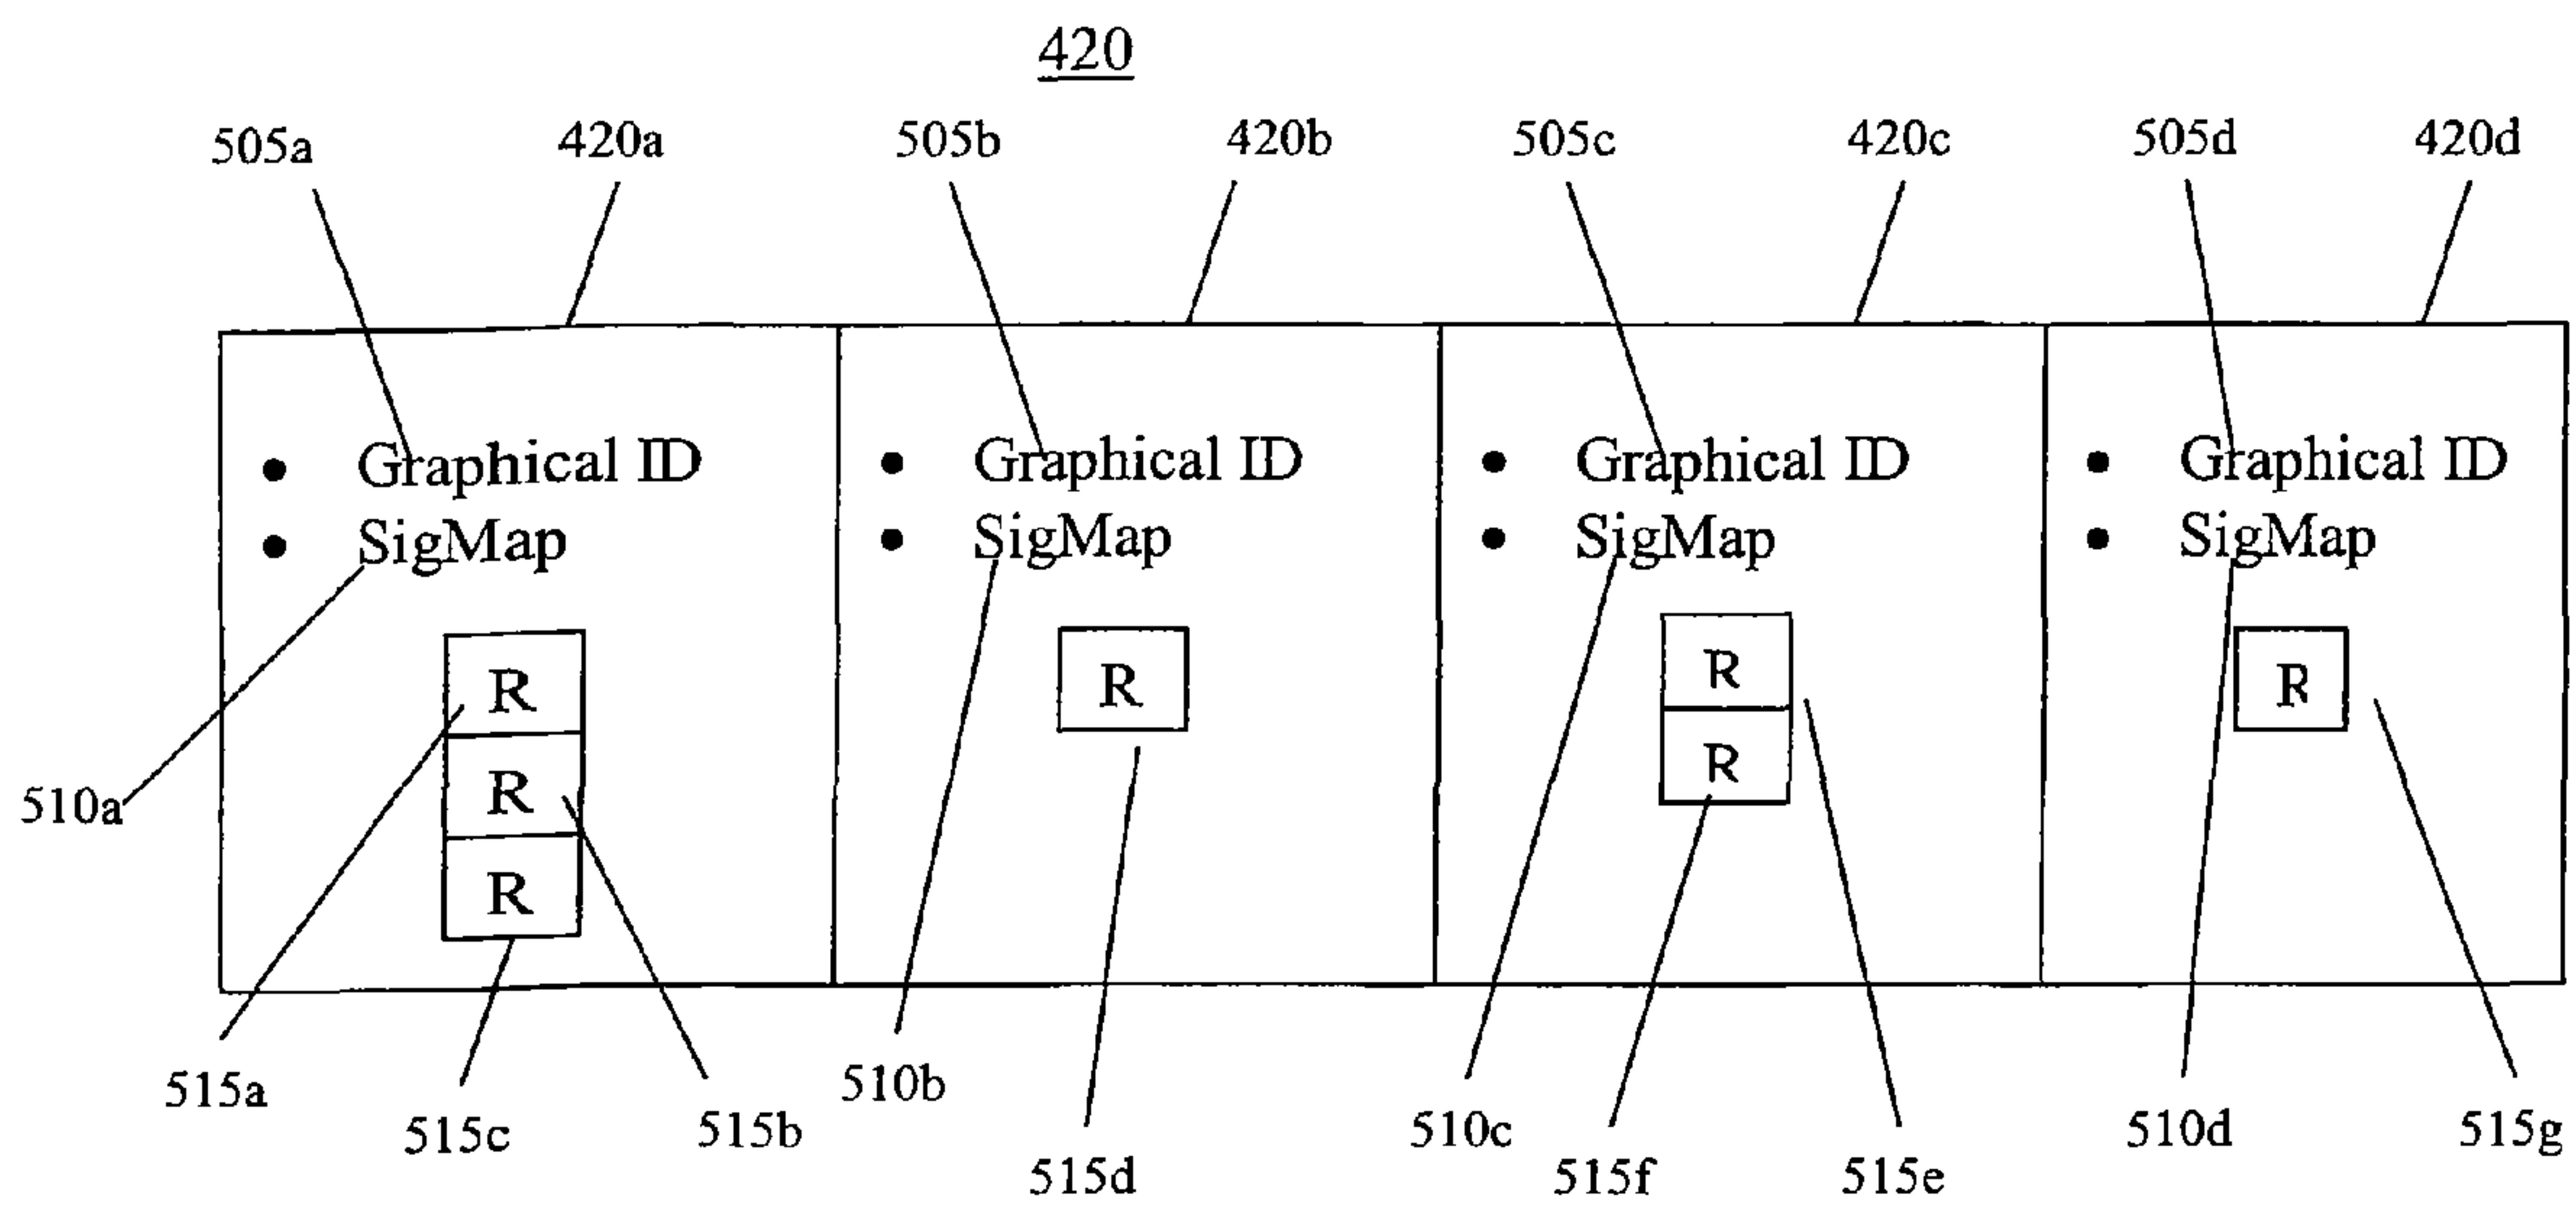 420
505a 420a 505b 420b 505c 420c 505d 420d
• Graphical ID • Graphical ID • Graphical ID • Graphical ID
• SigMap • SigMap • SigMap • SigMap
R R R R
R R
510a
R
515a 510b
515c 515b 510c 510d 515g
515d 515f 515e